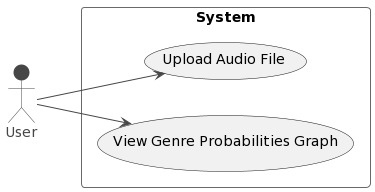 System
Upload Audio File
User
View Genre Probabilities Graph